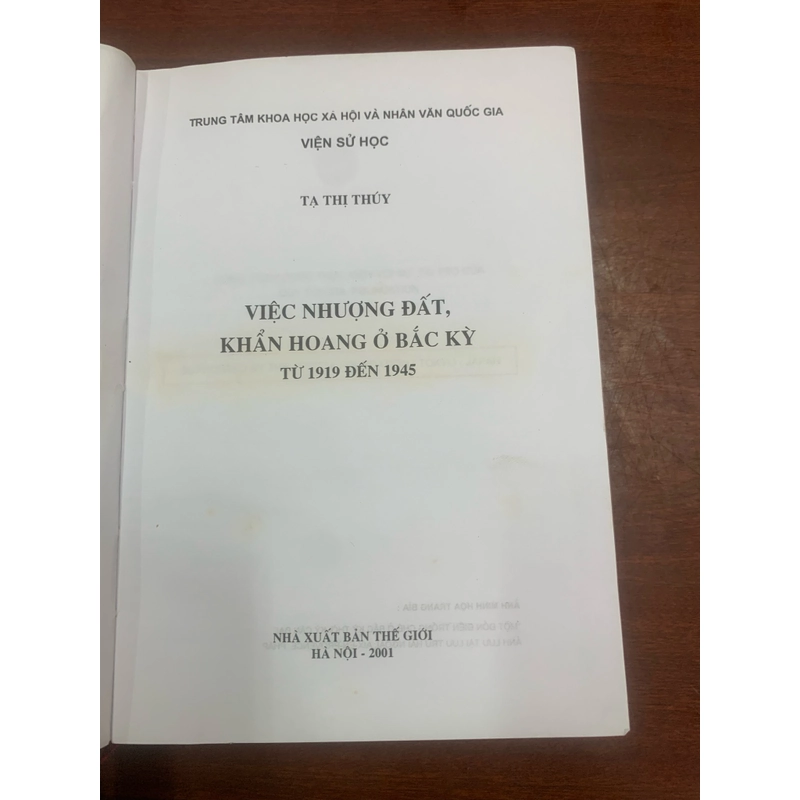 TRUNG TÂM KHOA HỌC XÃ HỘI VÀ NHÂN VĂN QUỐC GIA
VIỆN SỬ HỌC
TẠ THỊ THÚY
VIỆC NHƯỢNG ĐẤT,
KHẨN HOANG Ở BẮC KỲ
TỪ 1919 ĐẾN 1945
NHÀ XUẤT BẢN THẾ GIỚI
HÀ NỘI - 2001